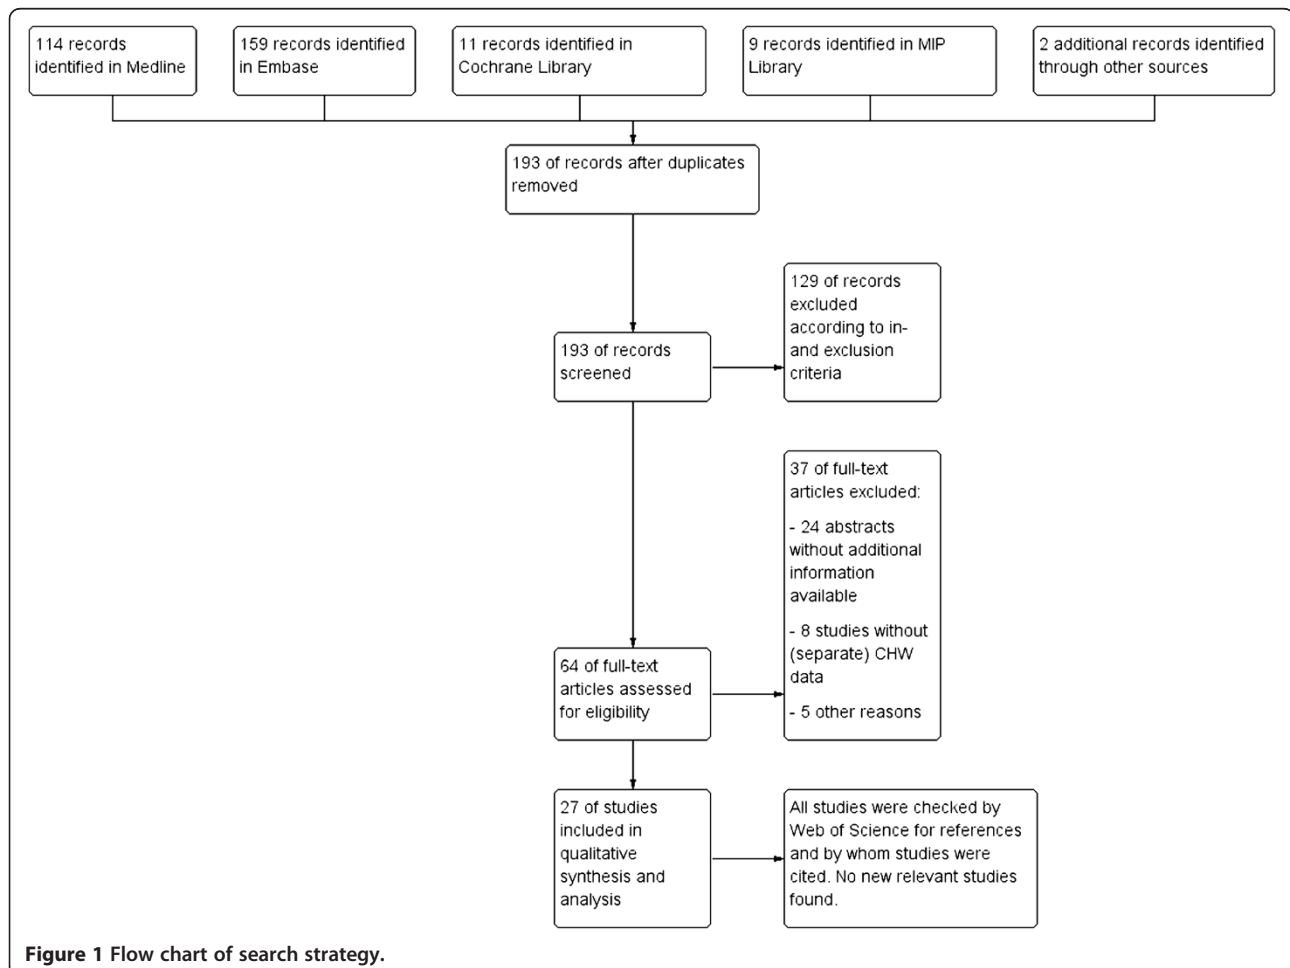 114 records
identified in Medline
159 records identified
in Embase
11 records identified in
Cochrane Library
9 records identified in MIP
Library
2 additional records identified
through other sources
193 of records after duplicates
removed
129 of records
excluded
according to in-
and exclusion
criteria
193 of records
screened
37 of full-text
articles excluded:
- 24 abstracts
without additional
information
available
- 8 studies without
(separate) CHW
data
- 5 other reasons
64 of full-text
articles assessed
for eligibility
27 of studies
included in
qualitative
synthesis and
analysis
All studies were checked by
Web of Science for references
and by whom studies were
cited. No new relevant studies
found.
Figure 1 Flow chart of search strategy.